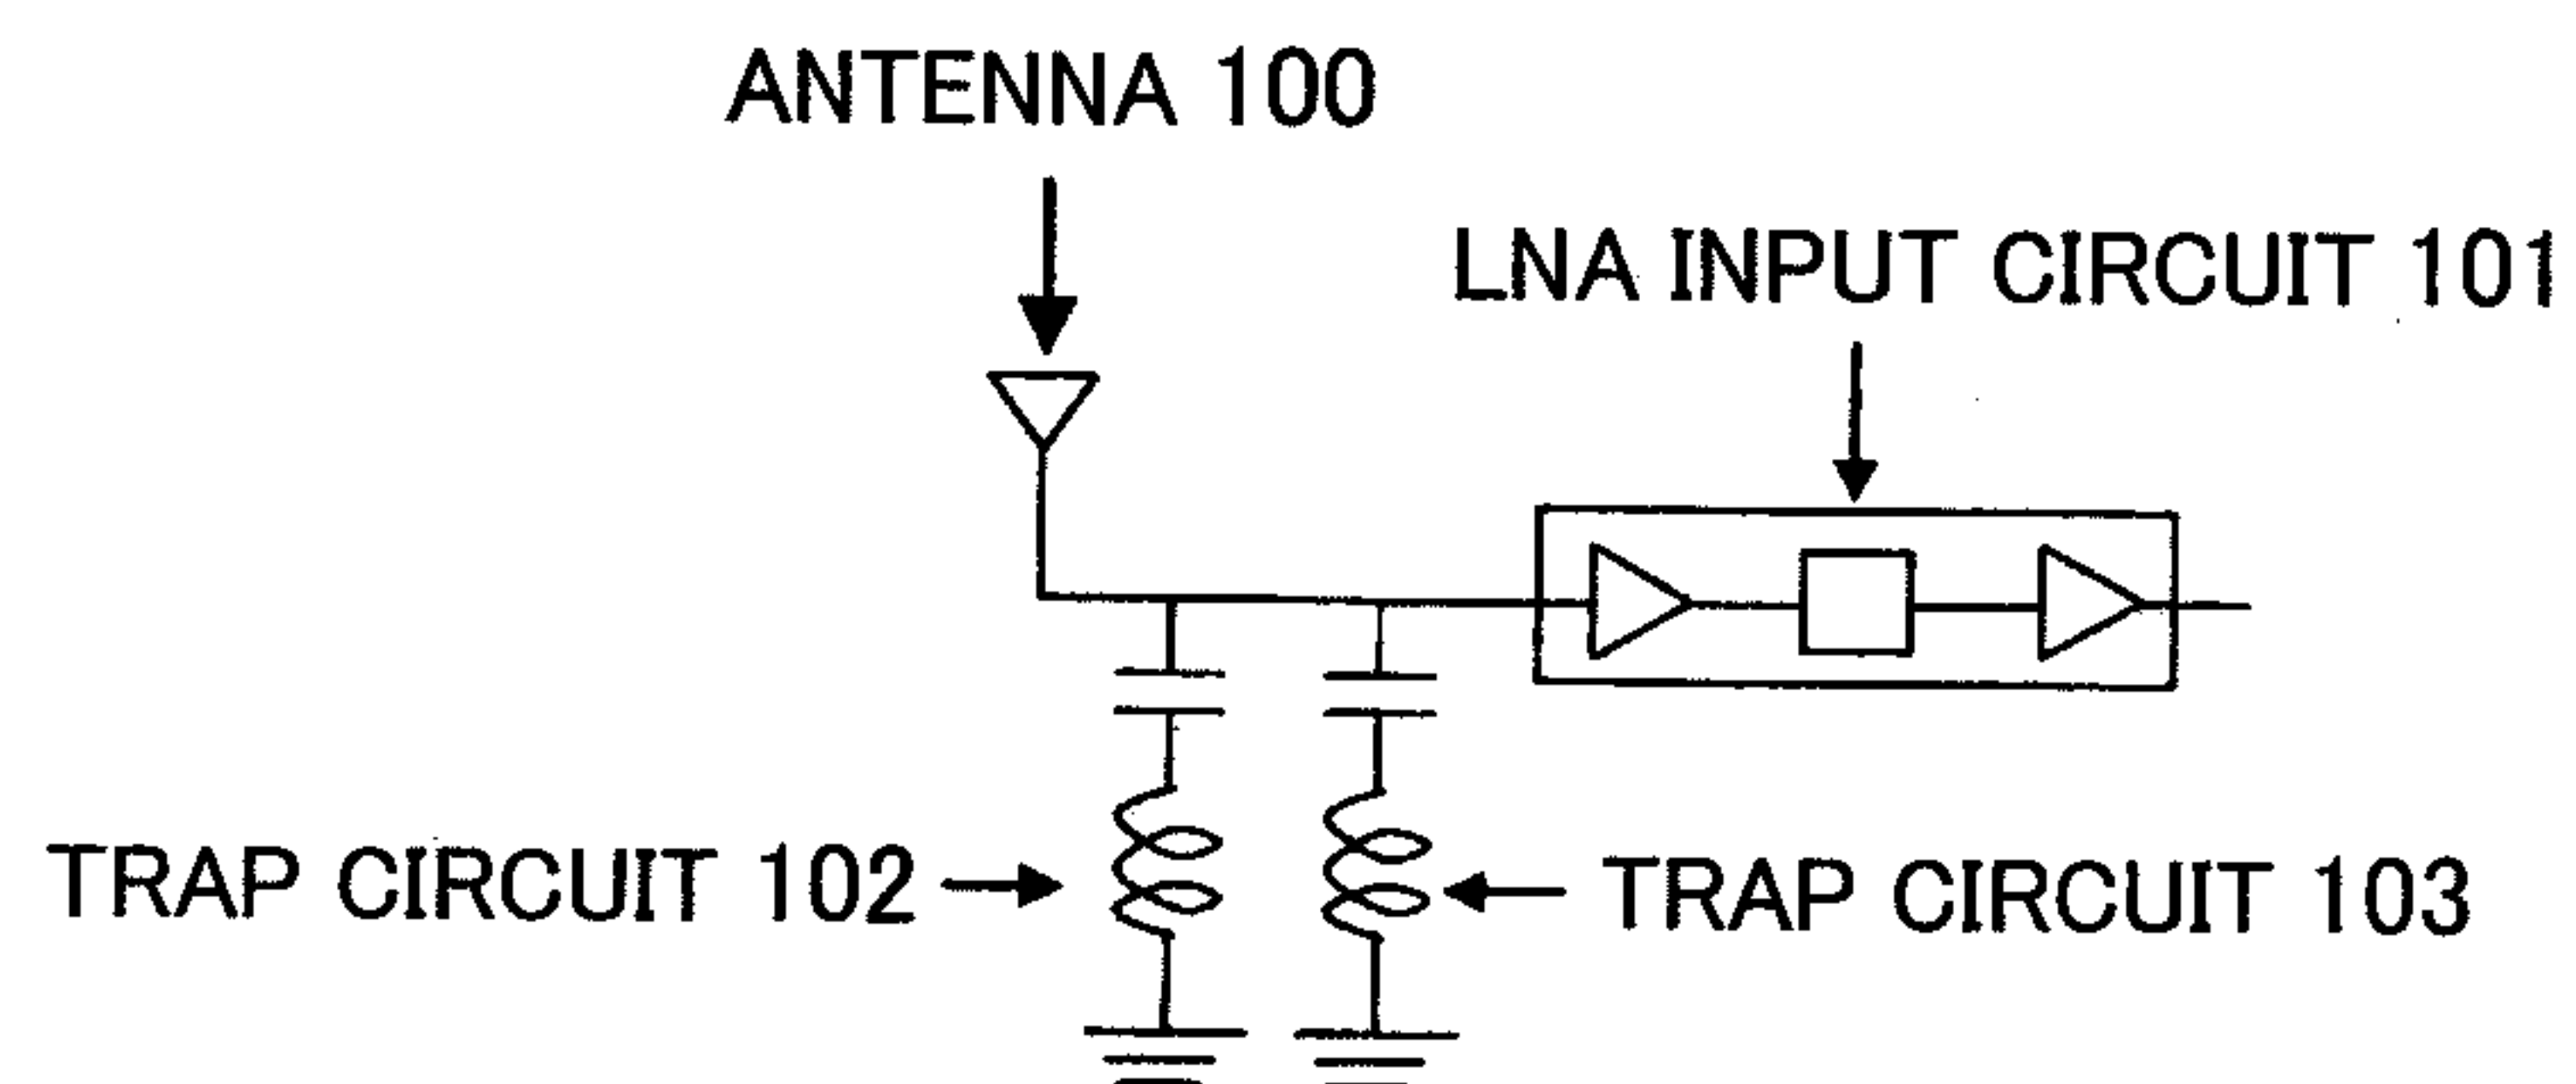 ANTENNA 100
LNA INPUT CIRCUIT 101
TRAP CIRCUIT 102
TRAP CIRCUIT 103